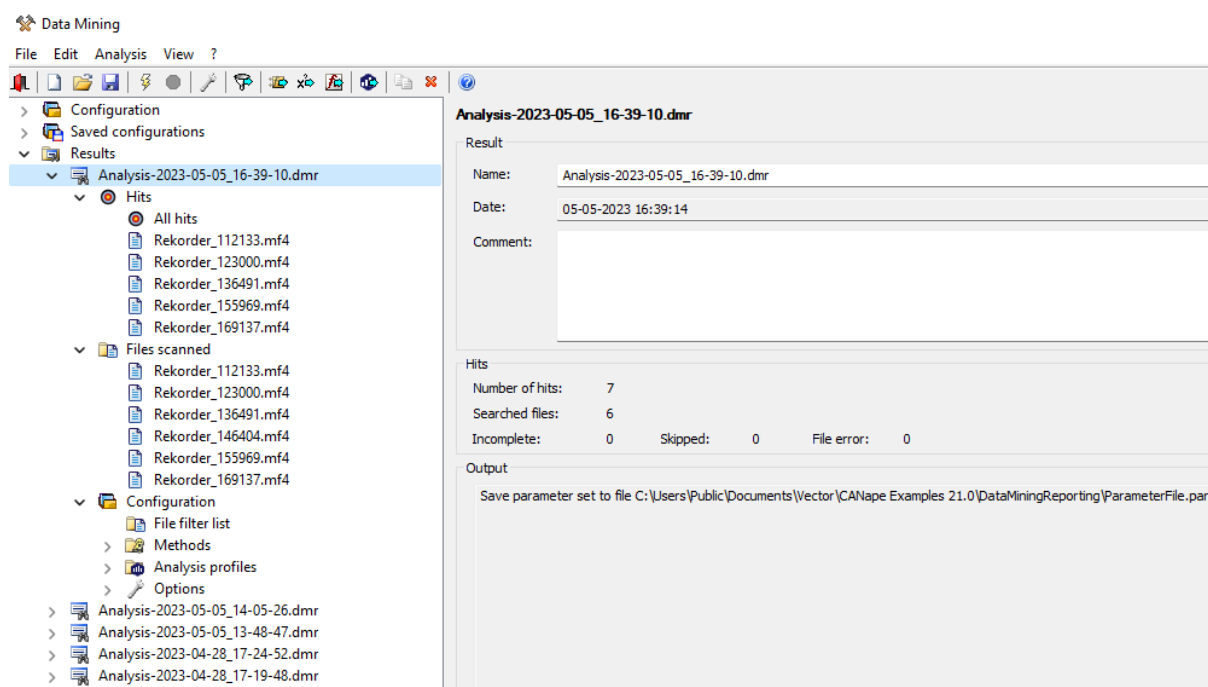 Data Mining
File Edit Analysis View ?
Configuration
Saved configurations
Results
Analysis-2023-05-05_16-39-10.dmr
Hits
All hits
Rekorder_112133.mf4
Rekorder_123000.mf4
Rekorder_136491.mf4
Rekorder_155969.mf4
Rekorder_169137.mf4
Files scanned
Rekorder_112133.mf4
Rekorder_123000.mf4
Rekorder_136491.mf4
Rekorder_146404.mf4
Rekorder_155969.mf4
Rekorder_169137.mf4
Configuration
File filter list
Methods
Analysis profiles
Options
Analysis-2023-05-05_14-05-26.dmr
Analysis-2023-05-05_13-48-47.dmr
Analysis-2023-04-28_17-24-52.dmr
Analysis-2023-04-28_17-19-48.dmr
Analysis-2023-05-05_16-39-10.dmr
Result
Name: Analysis-2023-05-05_16-39-10.dmr
Date: 05-05-2023 16:39:14
Comment:
Hits
Number of hits: 7
Searched files: 6
Incomplete: 0 Skipped: 0 File error: 0
Output
Save parameter set to file C:\Users\Public\Documents\Vector\CANape Examples 21.0\DataMiningReporting\ParameterFile.par